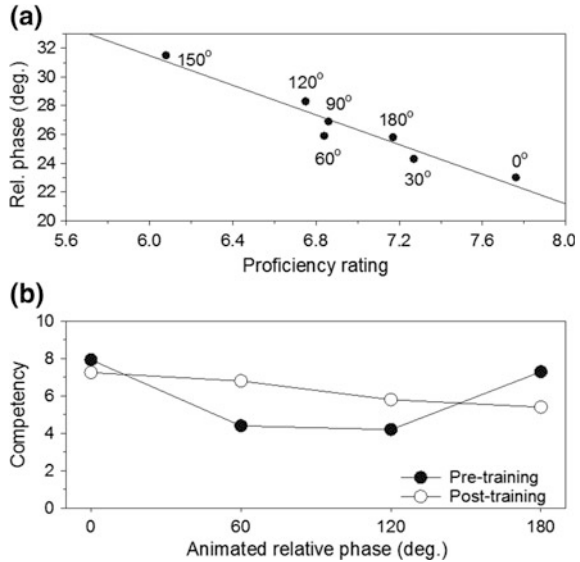 (a)
Rel. phase (deg.)
32
30
28
26
24
22
20
150°
120°
90°
60°
180°
30°
0°
5.6 6.0 6.4 6.8 7.2 7.6 8.0
Proficiency rating
(b)
Competency
10
8
6
4
2
0
Pre-training
Post-training
0 60 120 180
Animated relative phase (deg.)